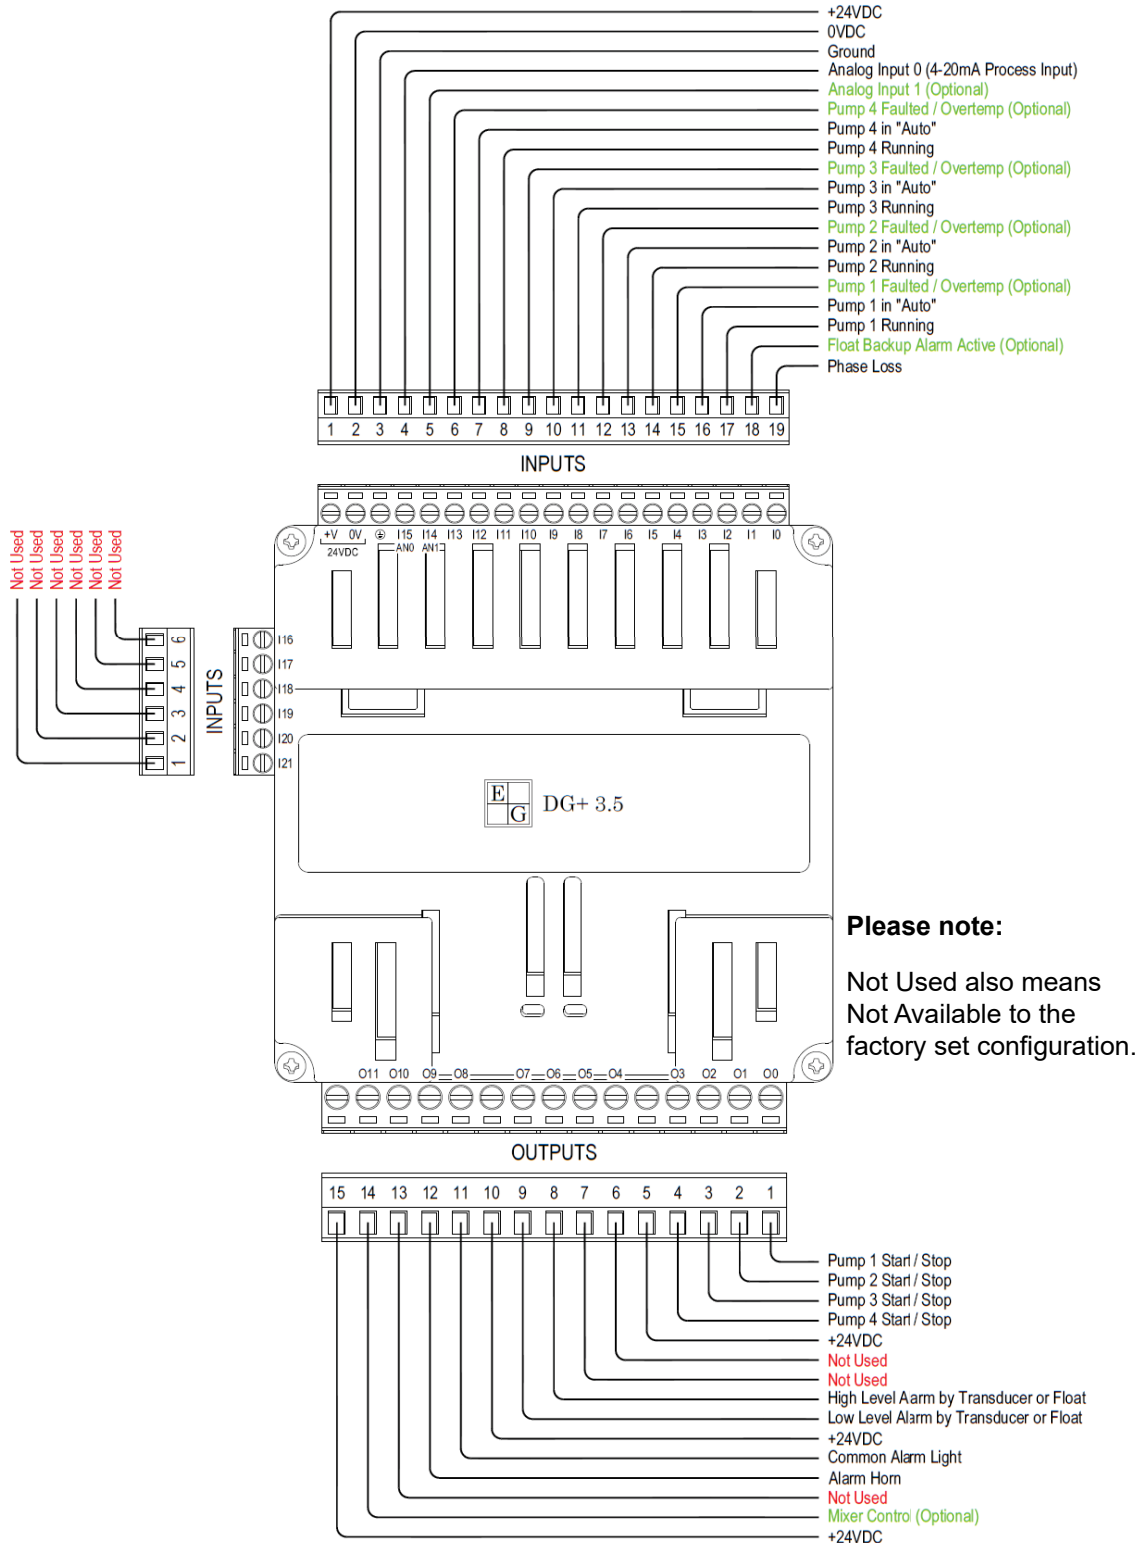 +24VDC
0VDC
Ground
Analog Input 0 (4-20mA Process Input)
Analog Input 1 (Optional)
Pump 4 Faulted / Overtemp (Optional)
Pump 4 in "Auto"
Pump 4 Running
Pump 3 Faulted / Overtemp (Optional)
Pump 3 in "Auto"
Pump 3 Running
Pump 2 Faulted / Overtemp (Optional)
Pump 2 in "Auto"
Pump 2 Running
Pump 1 Faulted / Overtemp (Optional)
Pump 1 in "Auto"
Pump 1 Running
Float Backup Alarm Active (Optional)
Phase Loss
1 2 3 4 5 6 7 8 9 10 11 12 13 14 15 16 17 18 19
INPUTS
+V 0V I15 I14 I13 I12 I11 I10 I9 I8 I7 I6 I5 I4 I3 I2 I1 I0
24VDC AN0 AN1
Not Used
Not Used
Not Used
Not Used
Not Used
Not Used
6
5
4
3
2
1
INPUTS
I16
I17
I18
I19
I20
I21
E
G
DG+ 3.5
Please note:
Not Used also means
Not Available to the
factory set configuration.
O11 O10 O9 O8 O7 O6 O5 O4 O3 O2 O1 O0
OUTPUTS
15 14 13 12 11 10 9 8 7 6 5 4 3 2 1
Pump 1 Start / Stop
Pump 2 Start / Stop
Pump 3 Start / Stop
Pump 4 Start / Stop
+24VDC
Not Used
Not Used
High Level Aarm by Transducer or Float
Low Level Alarm by Transducer or Float
+24VDC
Common Alarm Light
Alarm Horn
Not Used
Mixer Control (Optional)
+24VDC